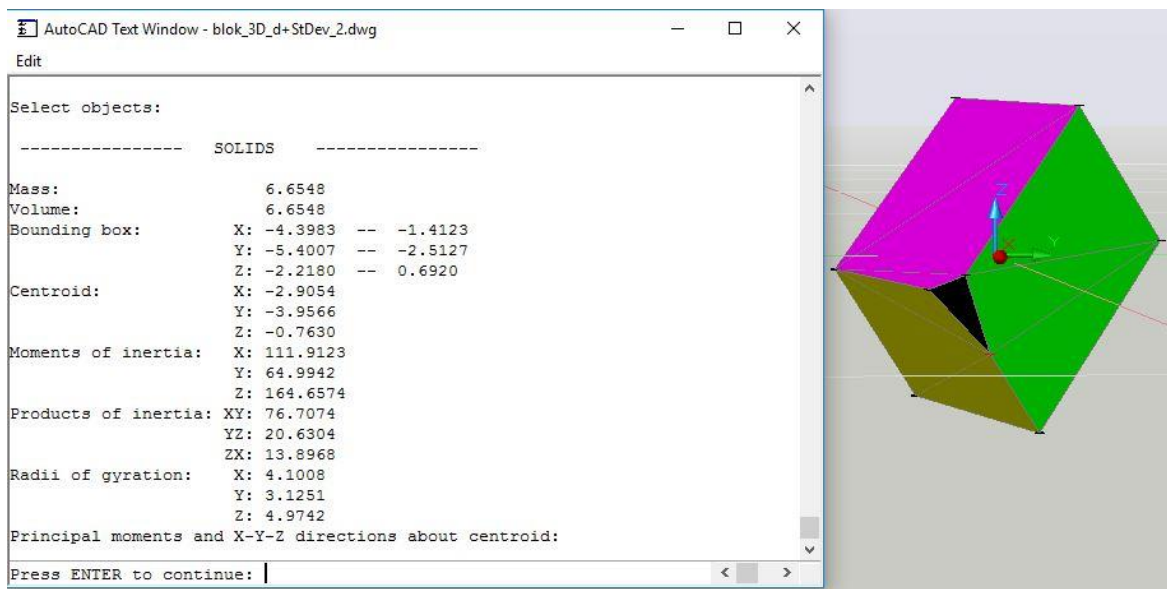 AutoCAD Text Window - blok_3D_d+StDev_2.dwg
Edit
Select objects:
---------------- SOLIDS ----------------
Mass: 6.6548
Volume: 6.6548
Bounding box: X: -4.3983 -- -1.4123
Y: -5.4007 -- -2.5127
Z: -2.2180 -- 0.6920
Centroid: X: -2.9054
Y: -3.9566
Z: -0.7630
Moments of inertia: X: 111.9123
Y: 64.9942
Z: 164.6574
Products of inertia: XY: 76.7074
YZ: 20.6304
ZX: 13.8968
Radii of gyration: X: 4.1008
Y: 3.1251
Z: 4.9742
Principal moments and X-Y-Z directions about centroid:
Press ENTER to continue:
Z
X
Y